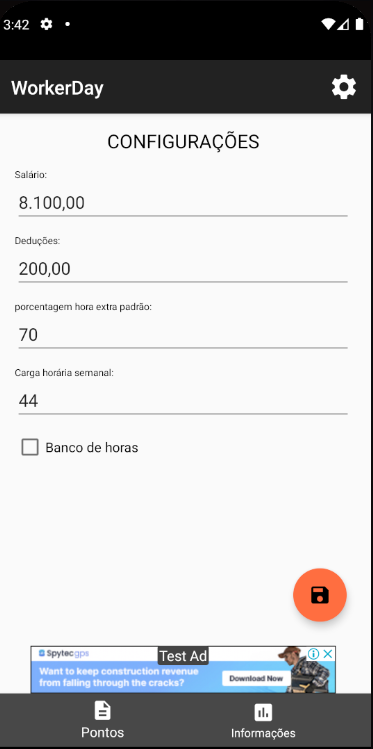 3:42
WorkerDay
CONFIGURAÇÕES
Salário:
8.100,00
Deduções:
200,00
porcentagem hora extra padrão:
70
Carga horária semanal:
44
Banco de horas
Spytecgps
Test Ad
Want to keep construction revenue
from falling through the cracks?
Download Now
Pontos
Informações